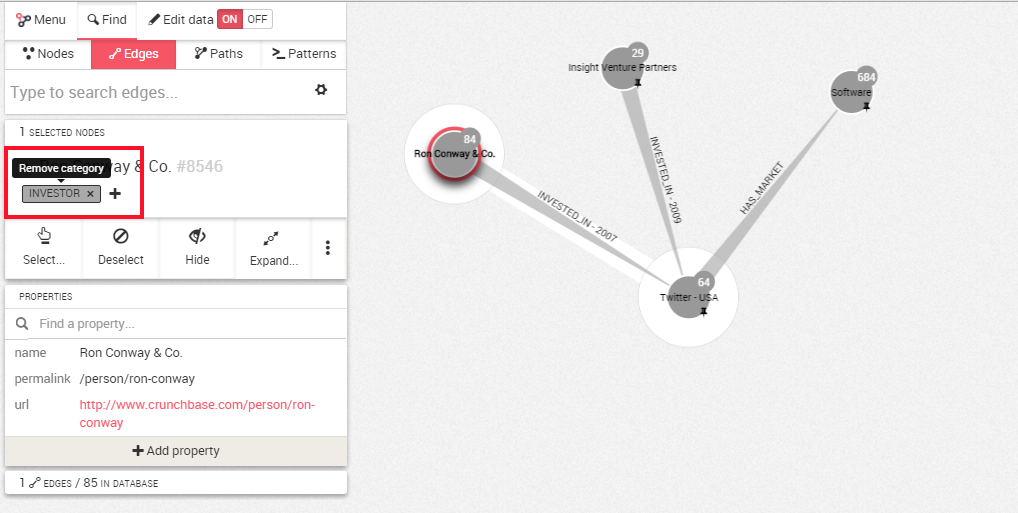 Menu Find Edit data ON OFF
Nodes Edges Paths Patterns
Type to search edges...
1 SELECTED NODES
ay & Co. #8546
Remove category
INVESTOR ×
Select... Deselect Hide Expand...
PROPERTIES
Find a property...
name Ron Conway & Co.
permalink /person/ron-conway
url http://www.crunchbase.com/person/ron-
conway
Add property
1 EDGES / 85 IN DATABASE
29
Insight Venture Partners
684
Software
84
Ron Conway & Co.
INVESTED_IN - 2007
INVESTED_IN - 2009
HAS_MARKET
64
Twitter - USA